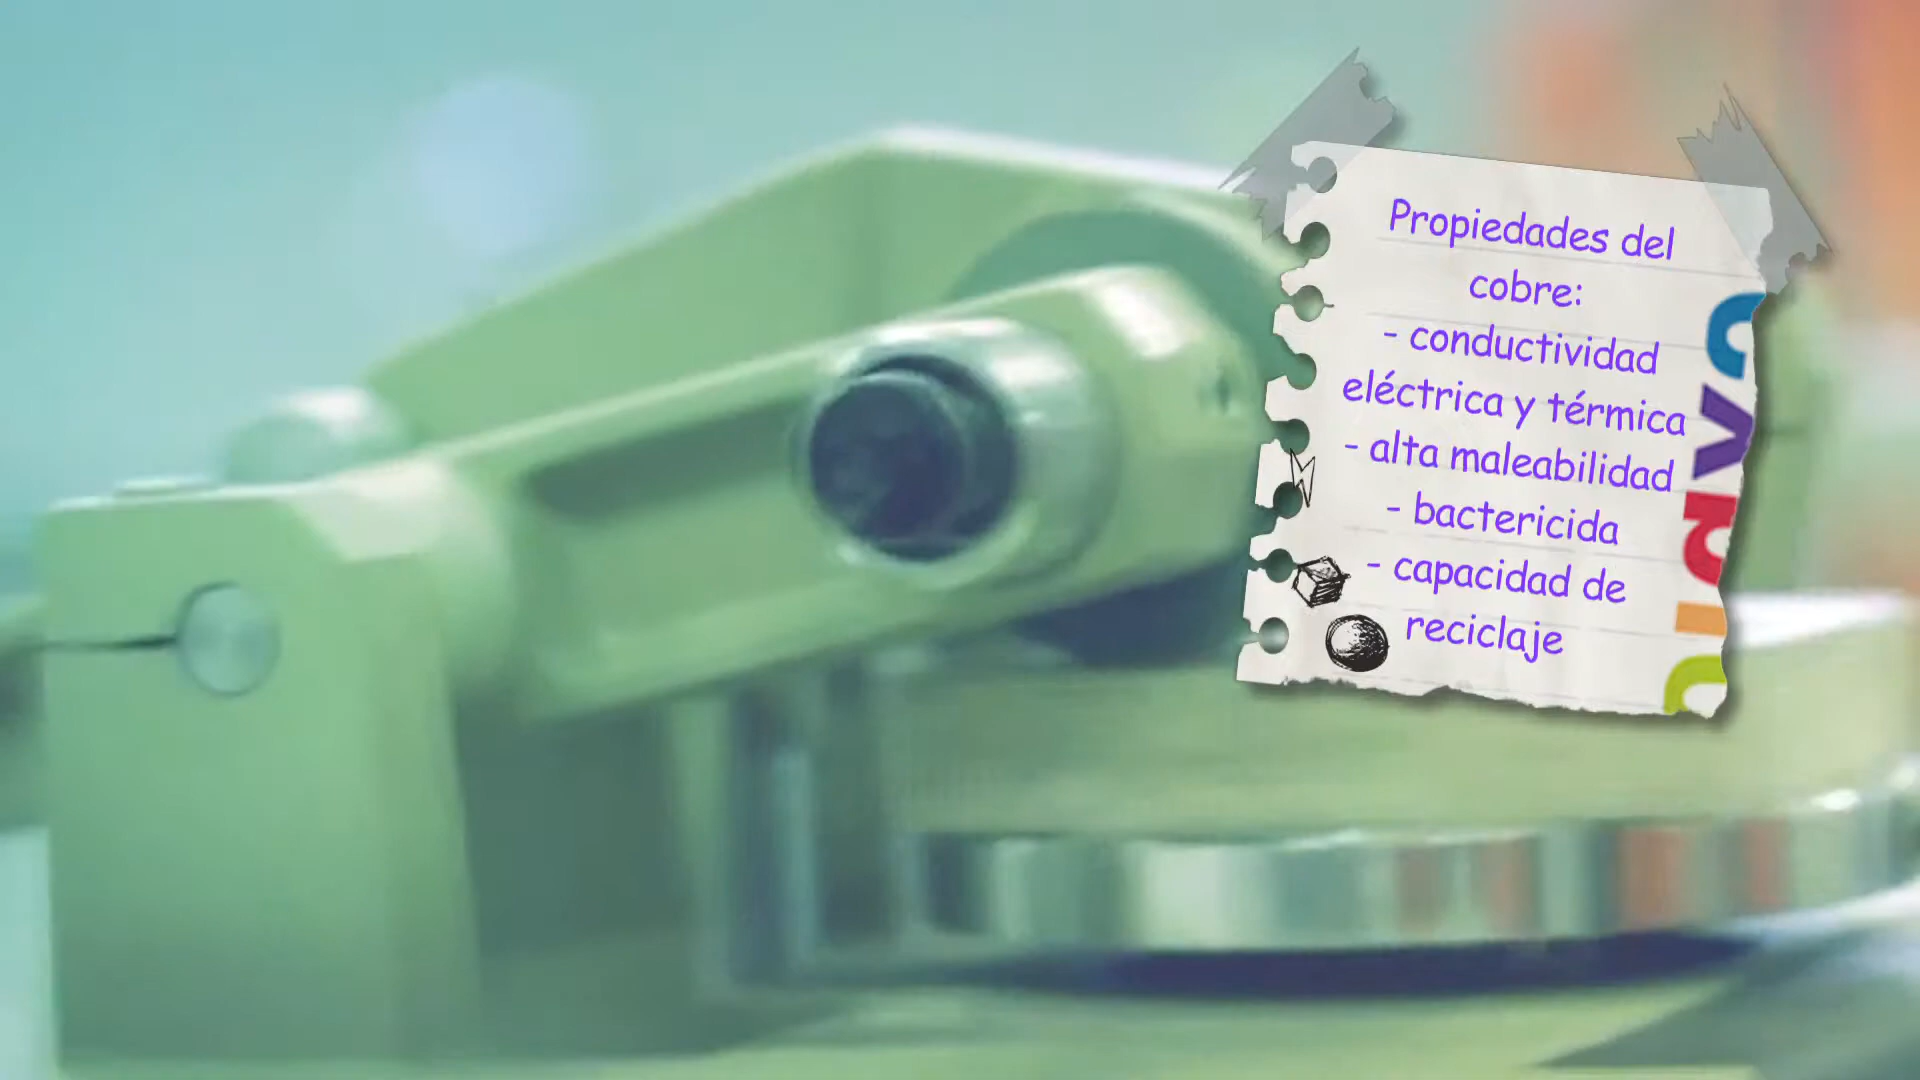 Propiedades del
cobre:
- conductividad
eléctrica y térmica
- alta maleabilidad
- bactericida
- capacidad de
reciclaje